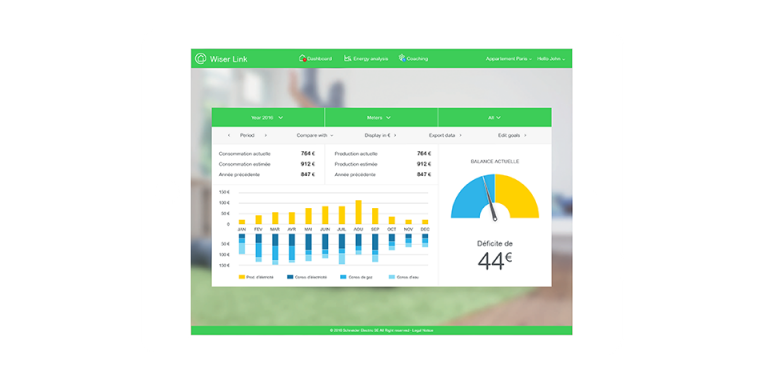 Wiser Link
Dashboard Energy analysis Coaching Appartement Paris Hello John
Year 2016 Meters All
Period Compare with Display in € Export data Edit goals
Consommation actuelle 764 €
Consommation estimée 912 €
Année précédente 847 €
Production actuelle 764 €
Production estimée 912 €
Année précédente 847 €
BALANCE ACTUELLE
150 €
100 €
50 €
0
JAN FEV MAR AVR MAI JUIN JUIL AOU SEP OCT NOV DEC
50 €
100 €
150 €
Prod. d'électricité Conso. d'électricité Conso. de gaz Conso. d'eau
Déficite de
44€
© 2016 Schneider Electric SE All Right reserved - Legal Notice